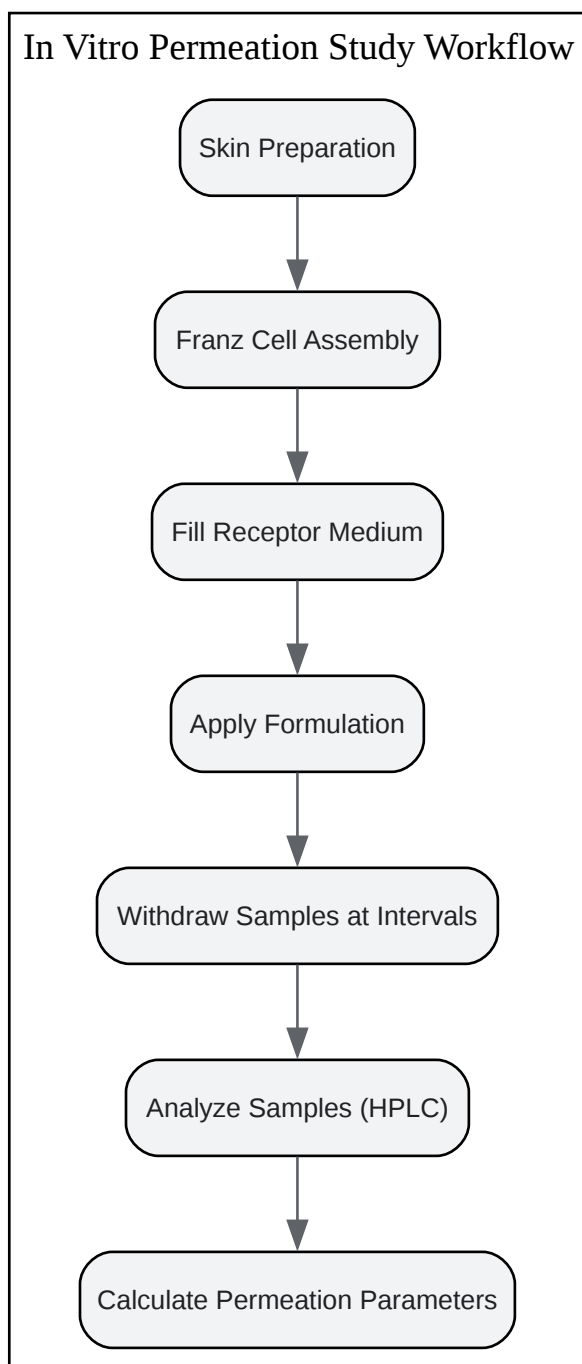 In Vitro Permeation Study Workflow
Skin Preparation
Franz Cell Assembly
Fill Receptor Medium
Apply Formulation
Withdraw Samples at Intervals
Analyze Samples (HPLC)
Calculate Permeation Parameters